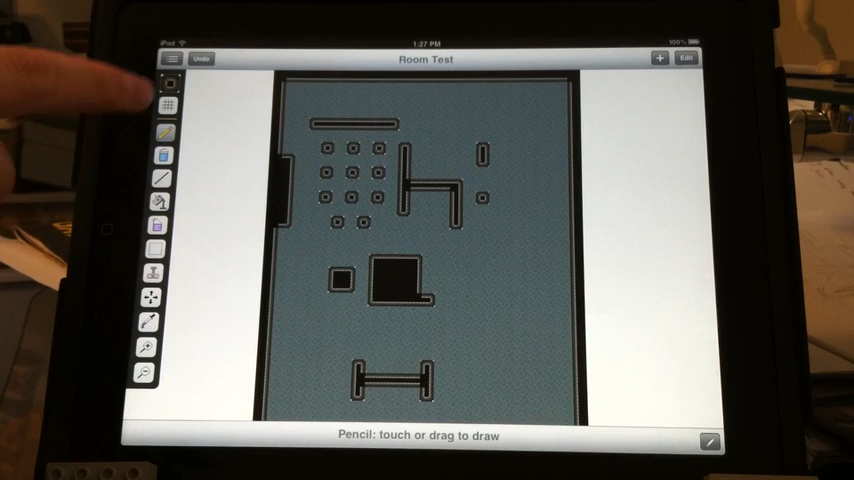 iPad
1:27 PM
100%
Undo
Room Test
+
Edit
Pencil: touch or drag to draw